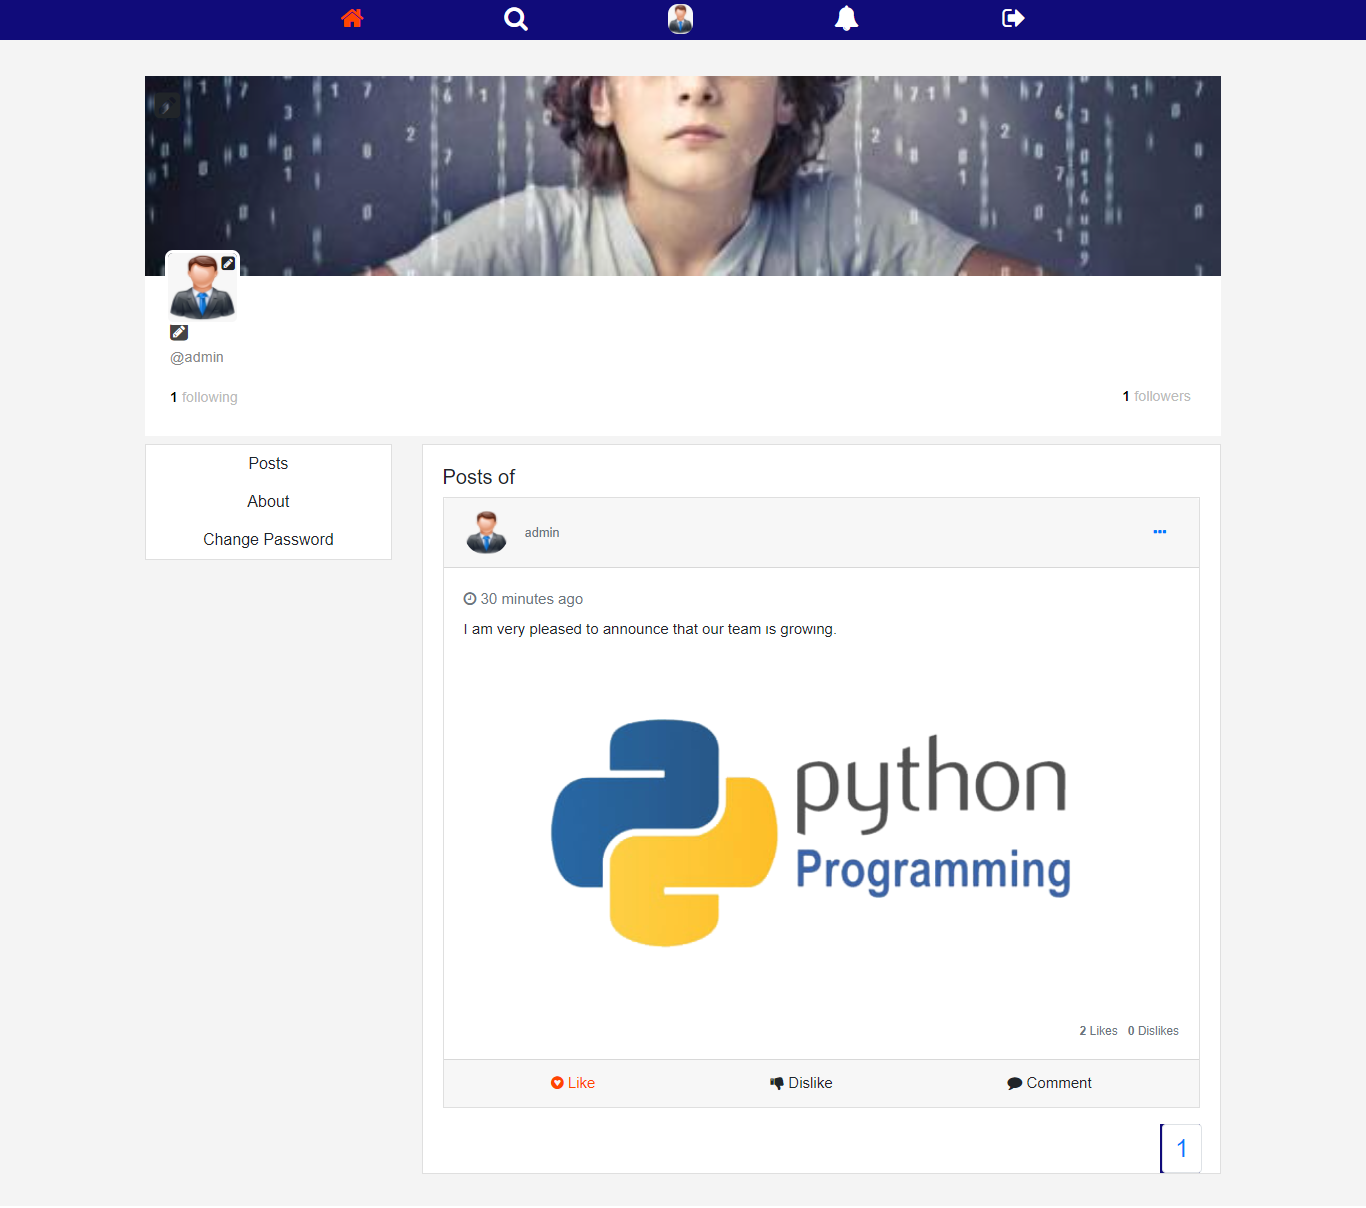 @admin
1 following
1 followers
Posts
About
Change Password
Posts of
admin
30 minutes ago
I am very pleased to announce that our team is growing.
python
Programming
2 Likes 0 Dislikes
Like
Dislike
Comment
1